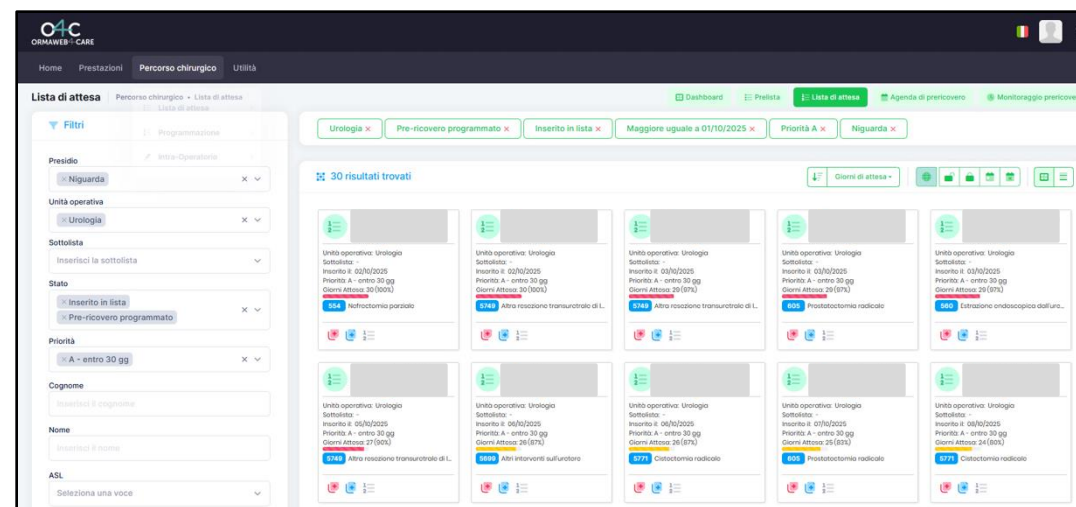 O4C
ORMAWEB4CARE
Home Prestazioni Percorso chirurgico Utilità
Lista di attesa Percorso chirurgico • Lista di attesa
Lista di attesa
Programmazione
Intra-Operatorio
Dashboard Prelista Lista di attesa Agenda di prericovero Monitoraggio prericove
Filtri
Urologia × Pre-ricovero programmato × Inserito in lista × Maggiore uguale a 01/10/2025 × Priorità A × Niguarda ×
30 risultati trovati Giorni di attesa
Presidio
× Niguarda
Unità operativa
× Urologia
Sottolista
Inserisci la sottolista
Stato
× Inserito in lista
× Pre-ricovero programmato
Priorità
× A - entro 30 gg
Cognome
Inserisci il cognome
Nome
Inserisci il nome
ASL
Seleziona una voce
Unità operativa: Urologia
Sottolista: -
Inserito il: 02/10/2025
Priorità: A - entro 30 gg
Giorni Attesa: 30 (100%)
554 Nefrectomia parziale
Unità operativa: Urologia
Sottolista: -
Inserito il: 02/10/2025
Priorità: A - entro 30 gg
Giorni Attesa: 30 (100%)
5749 Altra resezione transuretrale di l...
Unità operativa: Urologia
Sottolista: -
Inserito il: 03/10/2025
Priorità: A - entro 30 gg
Giorni Attesa: 29 (97%)
5749 Altra resezione transuretrale di l...
Unità operativa: Urologia
Sottolista: -
Inserito il: 03/10/2025
Priorità: A - entro 30 gg
Giorni Attesa: 29 (97%)
605 Prostatectomia radicale
Unità operativa: Urologia
Sottolista: -
Inserito il: 03/10/2025
Priorità: A - entro 30 gg
Giorni Attesa: 29 (97%)
560 Estrazione endoscopica dall'ure...
Unità operativa: Urologia
Sottolista: -
Inserito il: 05/10/2025
Priorità: A - entro 30 gg
Giorni Attesa: 27 (90%)
5749 Altra resezione transuretrale di l...
Unità operativa: Urologia
Sottolista: -
Inserito il: 06/10/2025
Priorità: A - entro 30 gg
Giorni Attesa: 26 (87%)
5699 Altri interventi sull'uretere
Unità operativa: Urologia
Sottolista: -
Inserito il: 06/10/2025
Priorità: A - entro 30 gg
Giorni Attesa: 26 (87%)
5771 Cistectomia radicale
Unità operativa: Urologia
Sottolista: -
Inserito il: 07/10/2025
Priorità: A - entro 30 gg
Giorni Attesa: 25 (83%)
605 Prostatectomia radicale
Unità operativa: Urologia
Sottolista: -
Inserito il: 08/10/2025
Priorità: A - entro 30 gg
Giorni Attesa: 24 (80%)
5771 Cistectomia radicale